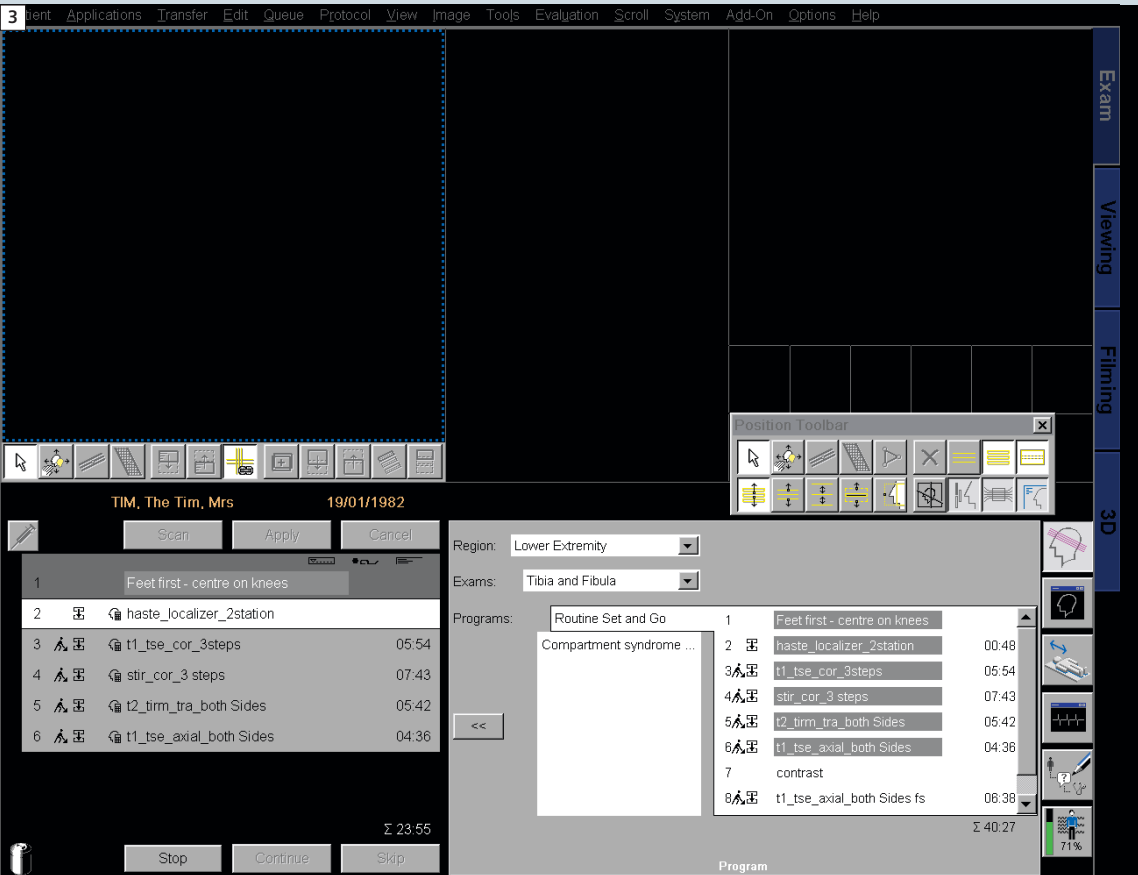 3 tient Applications Transfer Edit Queue Protocol View Image Tools Evaluation Scroll System Add-On Options Help
Exam
Viewing
Filming
3D
Position Toolbar
TIM, The Tim, Mrs 19/01/1982
Scan Apply Cancel
1 Feet first - centre on knees
2 haste_localizer_2station
3 t1_tse_cor_3steps 05:54
4 stir_cor_3 steps 07:43
5 t2_tirm_tra_both Sides 05:42
6 t1_tse_axial_both Sides 04:36
Σ 23:55
Stop Continue Skip
Region: Lower Extremity
Exams: Tibia and Fibula
Programs: Routine Set and Go
Compartment syndrome ...
<<
1 Feet first - centre on knees
2 haste_localizer_2station 00:48
3 t1_tse_cor_3steps 05:54
4 stir_cor_3 steps 07:43
5 t2_tirm_tra_both Sides 05:42
6 t1_tse_axial_both Sides 04:36
7 contrast
8 t1_tse_axial_both Sides fs 06:38
Σ 40:27
Program
?
71%